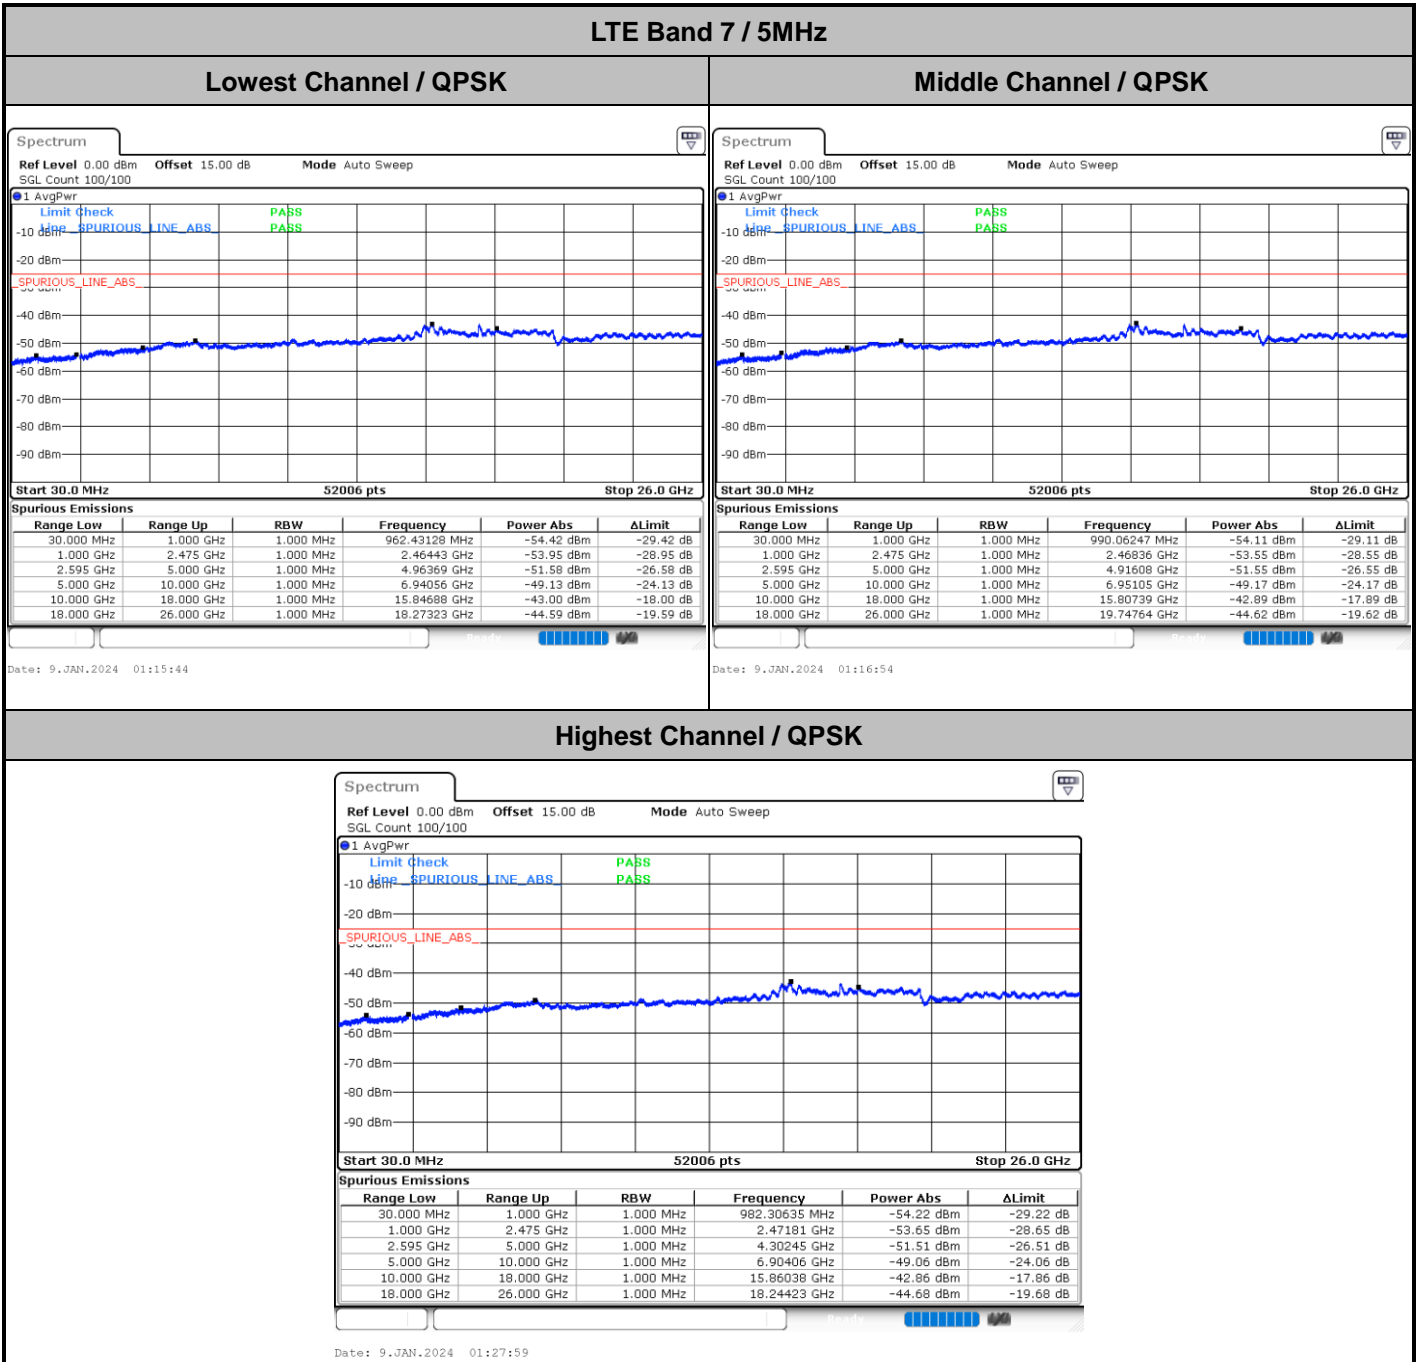 LTE Band 7 / 5MHz
Lowest Channel / QPSK
Middle Channel / QPSK
Spectrum
Ref Level 0.00 dBm Offset 15.00 dB Mode Auto Sweep
SGL Count 100/100
1 AvgPwr
Limit Check PASS
Line _SPURIOUS_LINE_ABS_ PASS
-10 dBm
-20 dBm
_SPURIOUS_LINE_ABS_
-30 dBm
-40 dBm
-50 dBm
-60 dBm
-70 dBm
-80 dBm
-90 dBm
Start 30.0 MHz 52006 pts Stop 26.0 GHz
Spurious Emissions
Range Low Range Up RBW Frequency Power Abs ΔLimit
30.000 MHz 1.000 GHz 1.000 MHz 962.43128 MHz -54.42 dBm -29.42 dB
1.000 GHz 2.475 GHz 1.000 MHz 2.46443 GHz -53.95 dBm -28.95 dB
2.595 GHz 5.000 GHz 1.000 MHz 4.96369 GHz -51.58 dBm -26.58 dB
5.000 GHz 10.000 GHz 1.000 MHz 6.94056 GHz -49.13 dBm -24.13 dB
10.000 GHz 18.000 GHz 1.000 MHz 15.84688 GHz -43.00 dBm -18.00 dB
18.000 GHz 26.000 GHz 1.000 MHz 18.27323 GHz -44.59 dBm -19.59 dB
Ready
Date: 9.JAN.2024 01:15:44
Spectrum
Ref Level 0.00 dBm Offset 15.00 dB Mode Auto Sweep
SGL Count 100/100
1 AvgPwr
Limit Check PASS
Line _SPURIOUS_LINE_ABS_ PASS
-10 dBm
-20 dBm
_SPURIOUS_LINE_ABS_
-30 dBm
-40 dBm
-50 dBm
-60 dBm
-70 dBm
-80 dBm
-90 dBm
Start 30.0 MHz 52006 pts Stop 26.0 GHz
Spurious Emissions
Range Low Range Up RBW Frequency Power Abs ΔLimit
30.000 MHz 1.000 GHz 1.000 MHz 990.06247 MHz -54.11 dBm -29.11 dB
1.000 GHz 2.475 GHz 1.000 MHz 2.46836 GHz -53.55 dBm -28.55 dB
2.595 GHz 5.000 GHz 1.000 MHz 4.91608 GHz -51.55 dBm -26.55 dB
5.000 GHz 10.000 GHz 1.000 MHz 6.95105 GHz -49.17 dBm -24.17 dB
10.000 GHz 18.000 GHz 1.000 MHz 15.80739 GHz -42.89 dBm -17.89 dB
18.000 GHz 26.000 GHz 1.000 MHz 19.74764 GHz -44.62 dBm -19.62 dB
Ready
Date: 9.JAN.2024 01:16:54
Highest Channel / QPSK
Spectrum
Ref Level 0.00 dBm Offset 15.00 dB Mode Auto Sweep
SGL Count 100/100
1 AvgPwr
Limit Check PASS
Line _SPURIOUS_LINE_ABS_ PASS
-10 dBm
-20 dBm
_SPURIOUS_LINE_ABS_
-30 dBm
-40 dBm
-50 dBm
-60 dBm
-70 dBm
-80 dBm
-90 dBm
Start 30.0 MHz 52006 pts Stop 26.0 GHz
Spurious Emissions
Range Low Range Up RBW Frequency Power Abs ΔLimit
30.000 MHz 1.000 GHz 1.000 MHz 982.30635 MHz -54.22 dBm -29.22 dB
1.000 GHz 2.475 GHz 1.000 MHz 2.47181 GHz -53.65 dBm -28.65 dB
2.595 GHz 5.000 GHz 1.000 MHz 4.30245 GHz -51.51 dBm -26.51 dB
5.000 GHz 10.000 GHz 1.000 MHz 6.90406 GHz -49.06 dBm -24.06 dB
10.000 GHz 18.000 GHz 1.000 MHz 15.86038 GHz -42.86 dBm -17.86 dB
18.000 GHz 26.000 GHz 1.000 MHz 18.24423 GHz -44.68 dBm -19.68 dB
Ready
Date: 9.JAN.2024 01:27:59